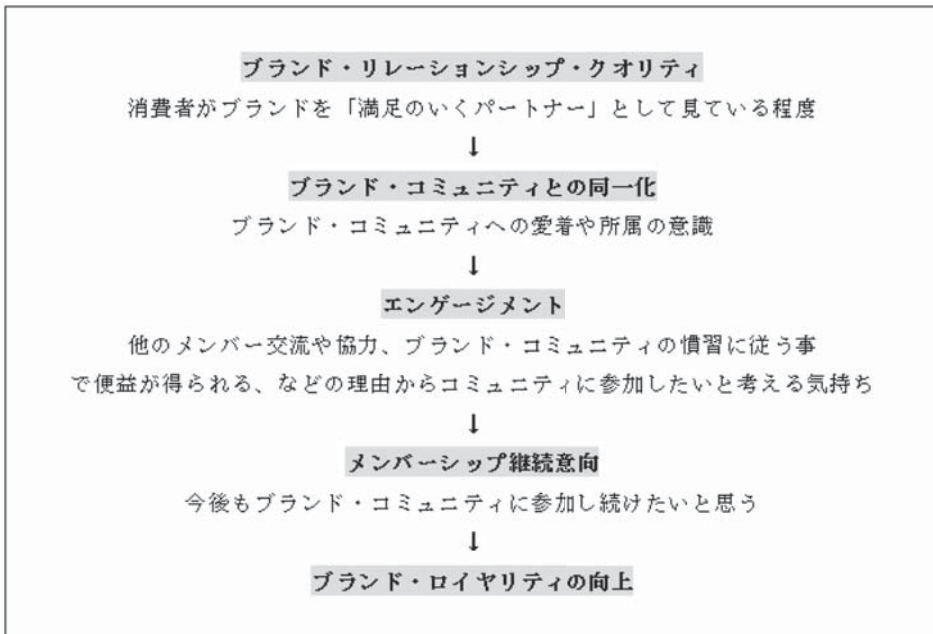 ブランド・リレーションシップ・クオリティ
消費者がブランドを「満足のいくパートナー」として見ている程度
↓
ブランド・コミュニティとの同一化
ブランド・コミュニティへの愛着や所属の意識
↓
エンゲージメント
他のメンバー交流や協力、ブランド・コミュニティの慣習に従う事
で便益が得られる、などの理由からコミュニティに参加したいと考える気持ち
↓
メンバーシップ継続意向
今後もブランド・コミュニティに参加し続けたいと思う
↓
ブランド・ロイヤリティの向上